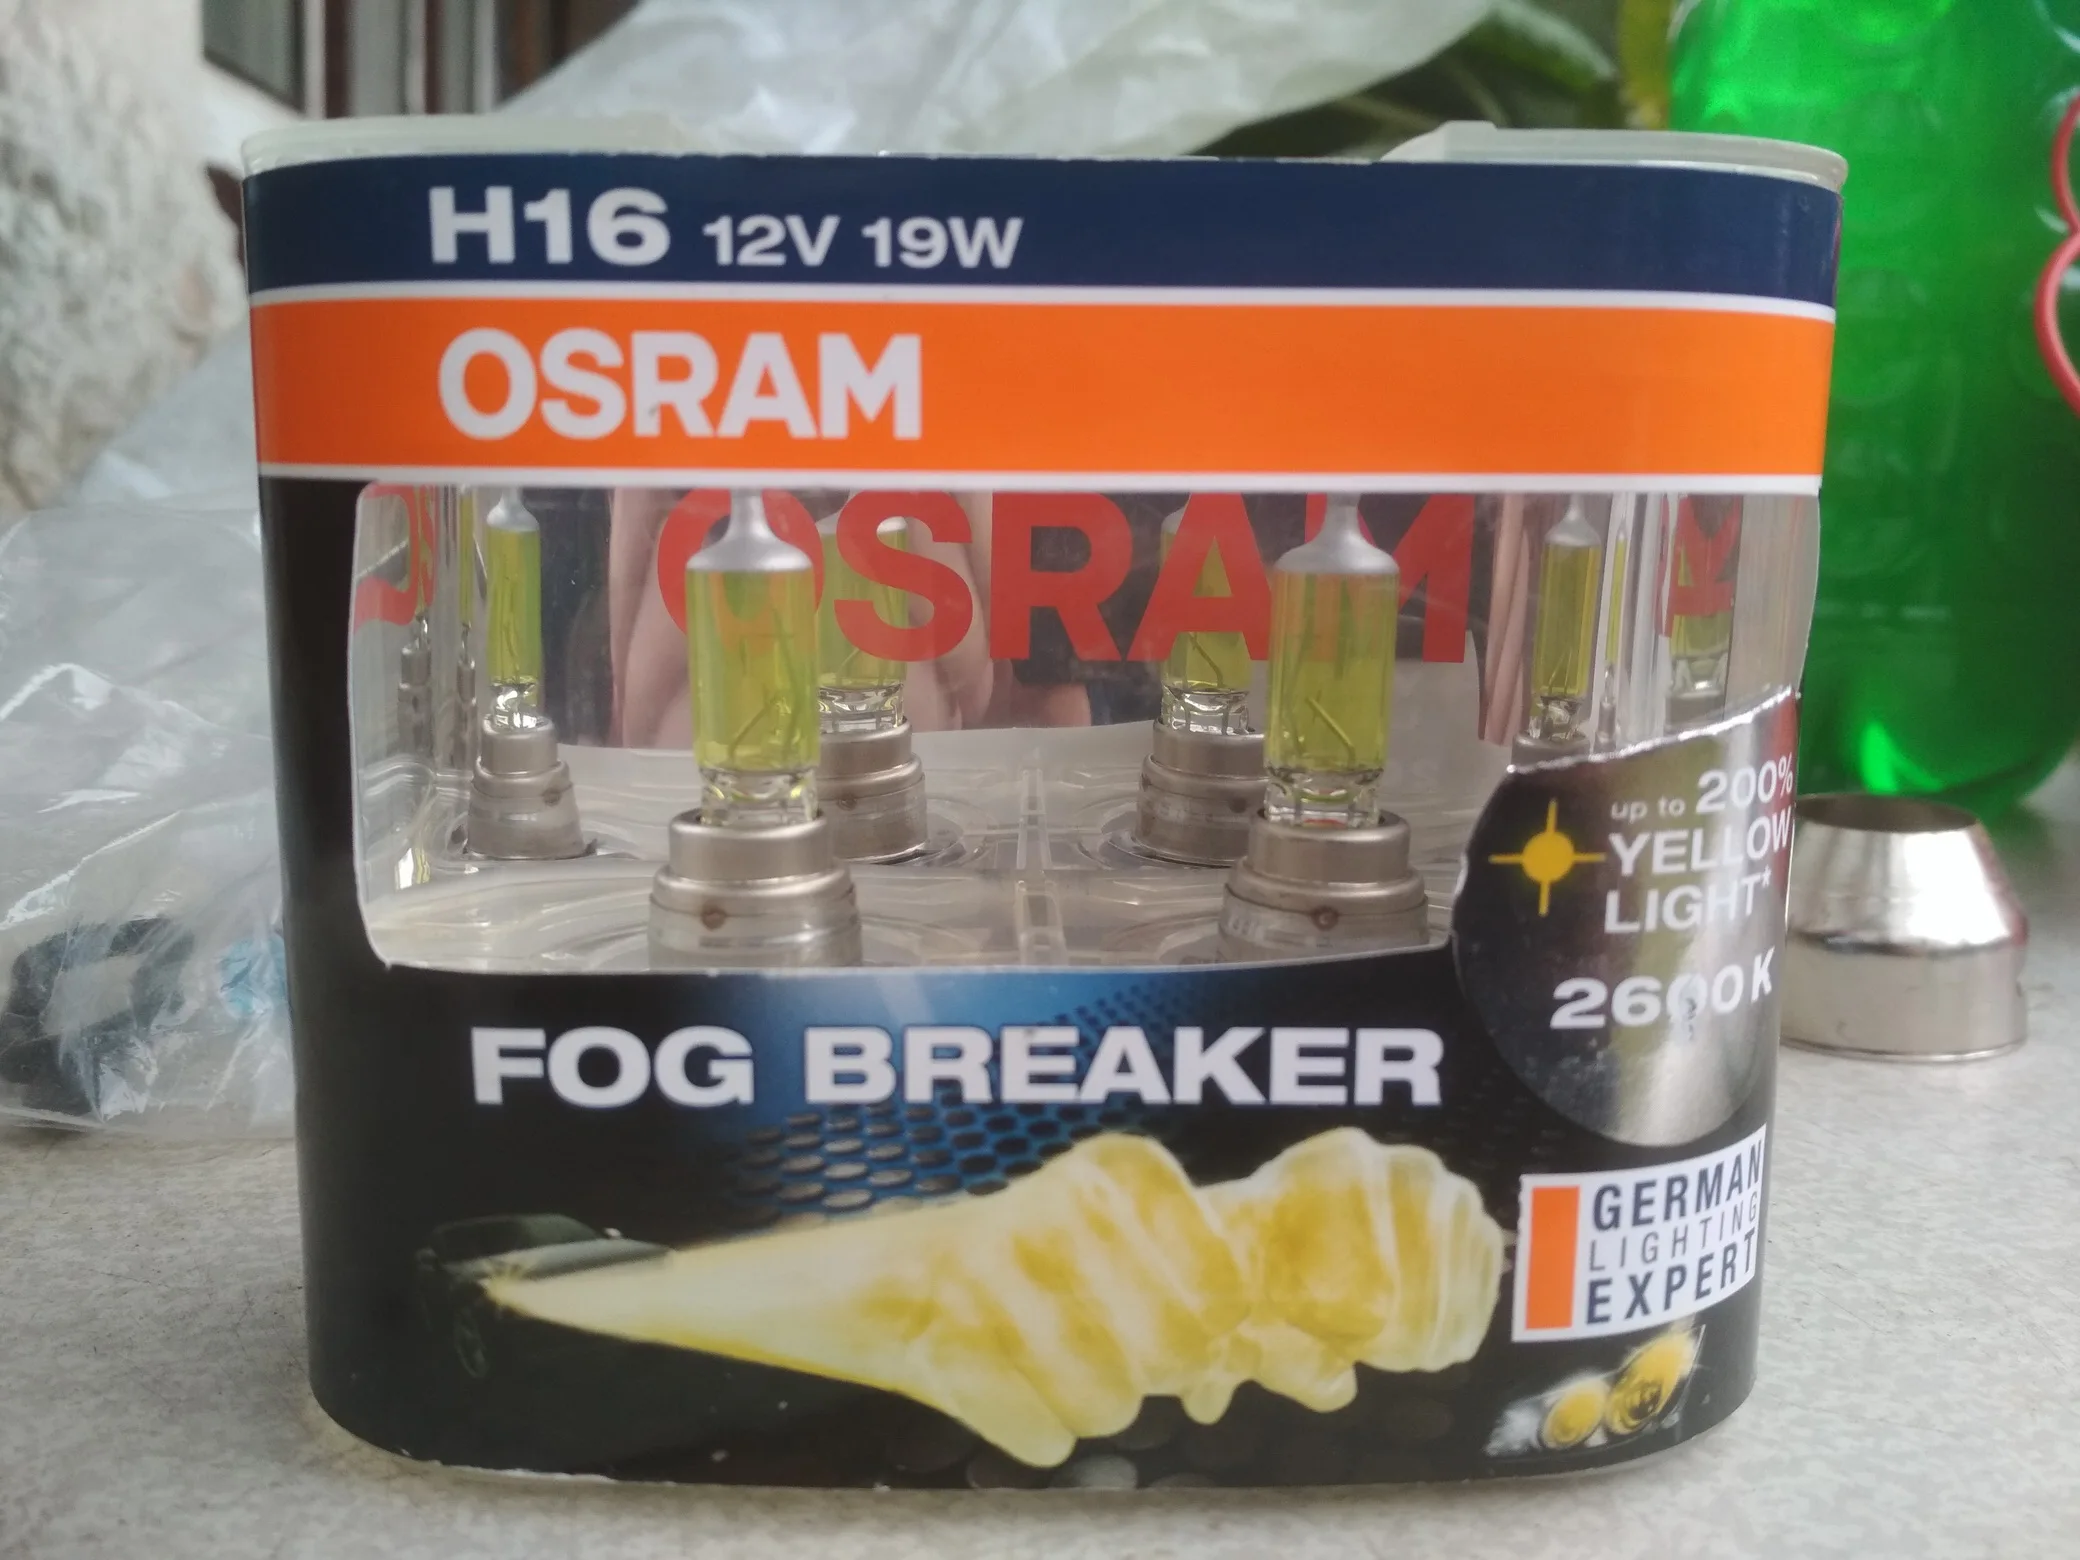 H16 12V 19W
OSRAM
OSRAM
up to 200%
YELLOW
LIGHT*
2600K
FOG BREAKER
GERMAN
LIGHTING
EXPERT